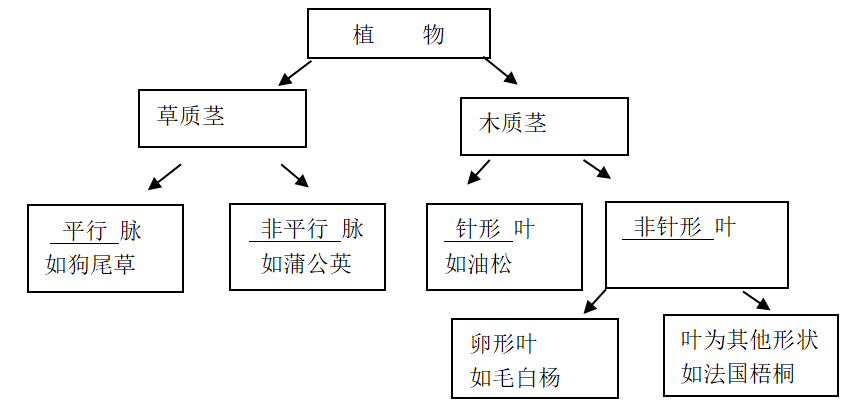 植 物
草质茎
木质茎
平行 脉
如狗尾草
非平行 脉
如蒲公英
针形 叶
如油松
非针形 叶
卵形叶
如毛白杨
叶为其他形状
如法国梧桐